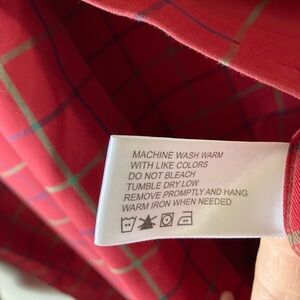 MACHINE WASH WARM
WITH LIKE COLORS
DO NOT BLEACH
TUMBLE DRY LOW
REMOVE PROMPTLY AND HANG
WARM IRON WHEN NEEDED